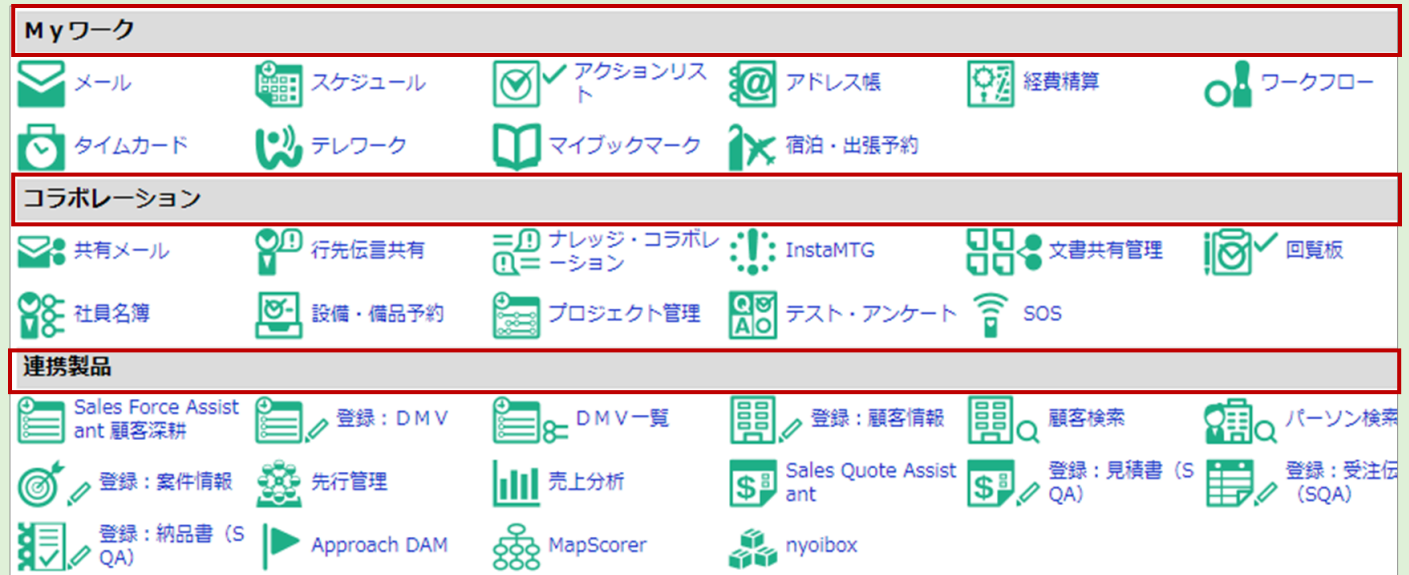 Ｍｙワーク
メール
スケジュール
アクションリス
ト
アドレス帳
経費精算
ワークフロー
タイムカード
テレワーク
マイブックマーク
宿泊・出張予約
コラボレーション
共有メール
行先伝言共有
ナレッジ・コラボレ
ーション
InstaMTG
文書共有管理
回覧板
社員名簿
設備・備品予約
プロジェクト管理
テスト・アンケート
SOS
連携製品
Sales Force Assist
ant 顧客深耕
登録：ＤＭＶ
ＤＭＶ一覧
登録：顧客情報
顧客検索
パーソン検索
登録：案件情報
先行管理
売上分析
Sales Quote Assist
ant
登録：見積書（S
QA）
登録：受注伝
（SQA）
登録：納品書（S
QA）
Approach DAM
MapScorer
nyoibox